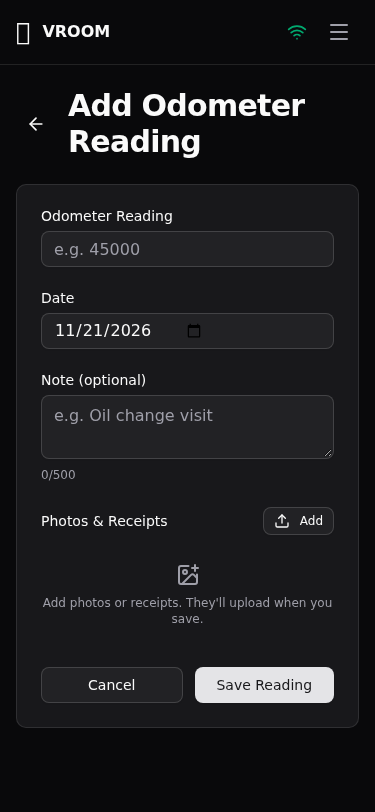 VROOM
Add Odometer
Reading
Odometer Reading
e.g. 45000
Date
11/21/2026
Note (optional)
e.g. Oil change visit
0/500
Photos & Receipts
Add
Add photos or receipts. They'll upload when you
save.
Cancel
Save Reading